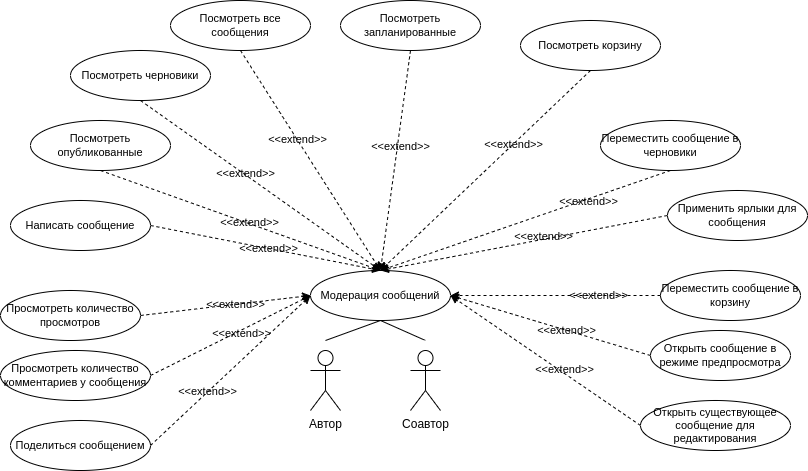 Посмотреть все
сообщения
Посмотреть
запланированные
Посмотреть корзину
Посмотреть черновики
Посмотреть
опубликованные
<<extend>>
<<extend>>
<<extend>>
Переместить сообщение в
черновики
<<extend>>
<<extend>>
Применить ярлыки для
сообщения
Написать сообщение
<<extend>>
<<extend>>
<<extend>>
Просмотреть количество
просмотров
<<extend>>
Модерация сообщений
<<extend>>
Переместить сообщение в
корзину
<<extend>>
<<extend>>
Открыть сообщение в
режиме предпросмотра
Просмотреть количество
комментариев у сообщения
<<extend>>
<<extend>>
Открыть существующее
сообщение для
редактирования
Автор
Соавтор
Поделиться сообщением